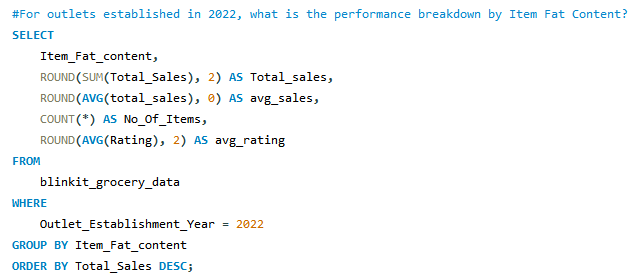 #For outlets established in 2022, what is the performance breakdown by Item Fat Content?
SELECT
    Item_Fat_content,
    ROUND(SUM(Total_Sales), 2) AS Total_sales,
    ROUND(AVG(total_sales), 0) AS avg_sales,
    COUNT(*) AS No_Of_Items,
    ROUND(AVG(Rating), 2) AS avg_rating
FROM
    blinkit_grocery_data
WHERE
    Outlet_Establishment_Year = 2022
GROUP BY Item_Fat_content
ORDER BY Total_Sales DESC;